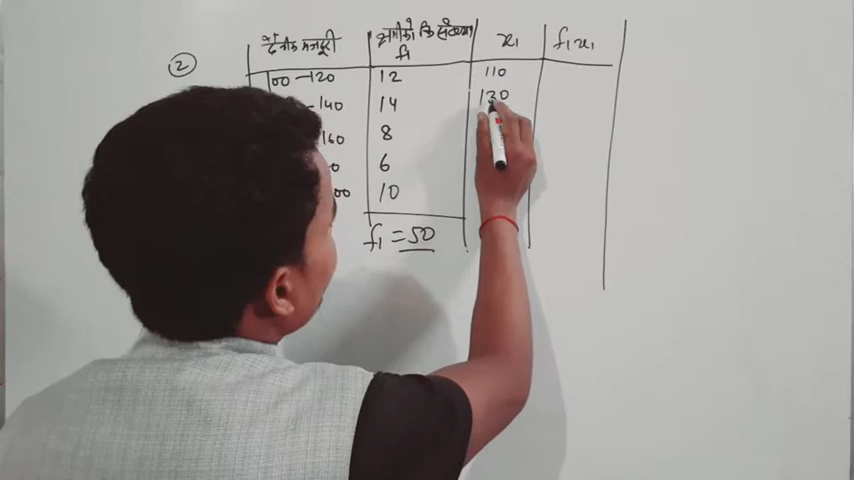 ② दैनिक मजदूरी श्रमिको कि संख्या x₁ f₁x₁
f₁
100 – 120 12 110
– 140 14 130
160 8
0 6
00 10
f₁ = 50